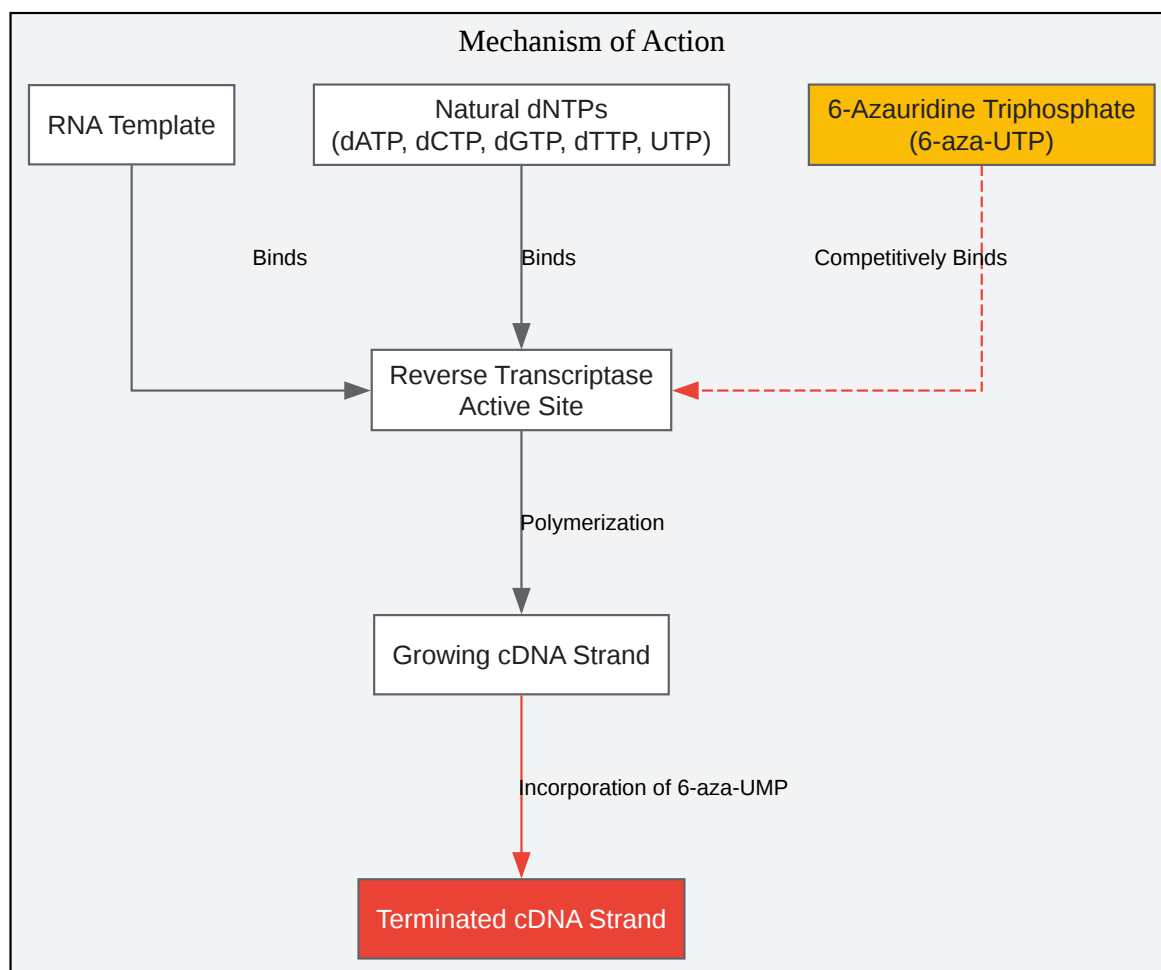 Mechanism of Action
RNA Template
Natural dNTPs
(dATP, dCTP, dGTP, dTTP, UTP)
6-Azauridine Triphosphate
(6-aza-UTP)
Binds
Binds
Competitively Binds
Reverse Transcriptase
Active Site
Polymerization
Growing cDNA Strand
Incorporation of 6-aza-UMP
Terminated cDNA Strand